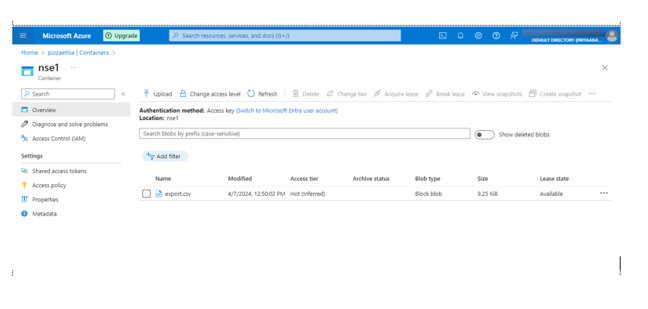 Microsoft Azure
Upgrade
Search resources, services, and docs (G+/)
DEFAULT DIRECTORY
Home > pizzaetlsa | Containers >
nse1 ...
Container
Search
Upload Change access level Refresh Delete Change tier Acquire lease Break lease View snapshots Create snapshot ...
Overview
Diagnose and solve problems
Access Control (IAM)
Settings
Shared access tokens
Access policy
Properties
Metadata
Authentication method: Access key (Switch to Microsoft Entra user account)
Location: nse1
Search blobs by prefix (case-sensitive)
Show deleted blobs
Add filter
Name Modified Access tier Archive status Blob type Size Lease state
export.csv 4/7/2024, 12:50:02 PM Hot (Inferred) Block blob 9.25 KiB Available ...